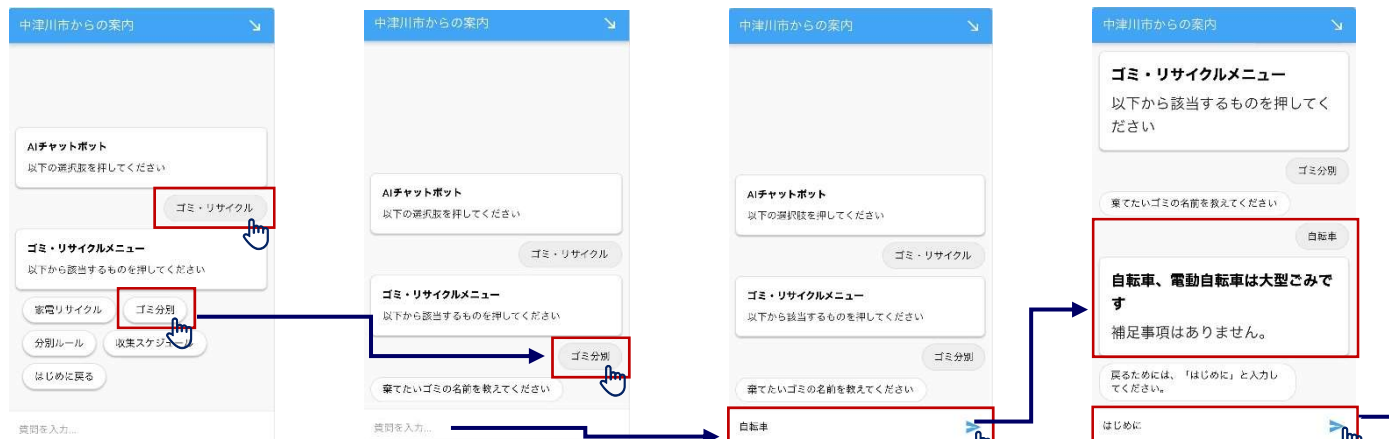 中津川市からの案内
AIチャットボット
以下の選択肢を押してください
ゴミ・リサイクル
ゴミ・リサイクルメニュー
以下から該当するものを押してください
家電リサイクル
ゴミ分別
分別ルール
収集スケジュール
はじめに戻る
質問を入力...
中津川市からの案内
AIチャットボット
以下の選択肢を押してください
ゴミ・リサイクル
ゴミ・リサイクルメニュー
以下から該当するものを押してください
ゴミ分別
棄てたいゴミの名前を教えてください
質問を入力...
中津川市からの案内
AIチャットボット
以下の選択肢を押してください
ゴミ・リサイクル
ゴミ・リサイクルメニュー
以下から該当するものを押してください
ゴミ分別
棄てたいゴミの名前を教えてください
自転車
中津川市からの案内
ゴミ・リサイクルメニュー
以下から該当するものを押してく
ださい
ゴミ分別
棄てたいゴミの名前を教えてください
自転車
自転車、電動自転車は大型ごみで
す
補足事項はありません。
戻るためには、「はじめに」と入力し
てください。
はじめに